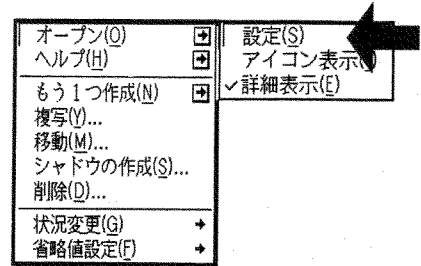 オープン(O)
ヘルプ(H)
もう1つ作成(N)
複写(Y)...
移動(M)...
シャドウの作成(S)...
削除(D)...
状況変更(G)
省略値設定(F)
設定(S)
アイコン表示(
詳細表示(E)